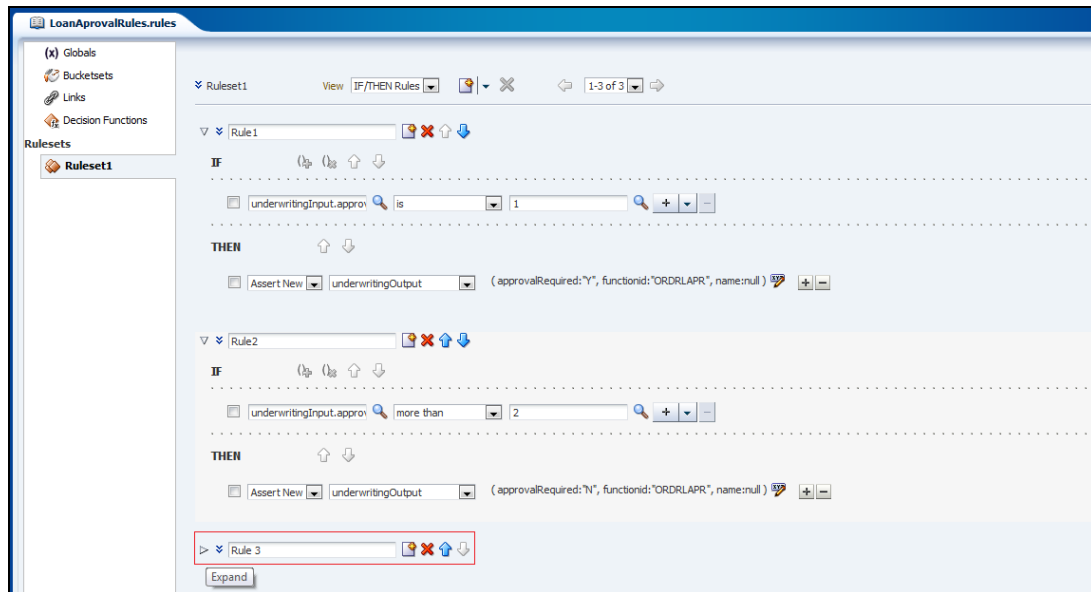 LoanAprovalRules.rules
(x) Globals
Bucketsets
Links
Decision Functions
Rulesets
Ruleset1
Ruleset1 View IF/THEN Rules 1-3 of 3
Rule1
IF
underwritingInput.approv is 1
THEN
Assert New underwritingOutput ( approvalRequired:"Y", functionid:"ORDRLAPR", name:null )
Rule2
IF
underwritingInput.approv more than 2
THEN
Assert New underwritingOutput ( approvalRequired:"N", functionid:"ORDRLAPR", name:null )
Rule 3
Expand